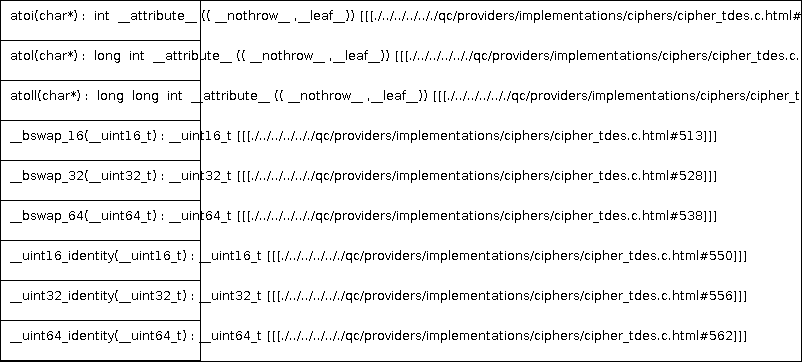 atoi(char*) : int __attribute__ (( __nothrow__ ,__leaf__)) [[[./../../../../qc/providers/implementations/ciphers/cipher_tdes.c.html#
atol(char*) : long int __attribute__ (( __nothrow__ ,__leaf__)) [[[./../../../../qc/providers/implementations/ciphers/cipher_tdes.c.
atoll(char*) : long long int __attribute__ (( __nothrow__ ,__leaf__)) [[[./../../../../qc/providers/implementations/ciphers/cipher_t
__bswap_16(__uint16_t) : __uint16_t [[[./../../../../qc/providers/implementations/ciphers/cipher_tdes.c.html#513]]]
__bswap_32(__uint32_t) : __uint32_t [[[./../../../../qc/providers/implementations/ciphers/cipher_tdes.c.html#528]]]
__bswap_64(__uint64_t) : __uint64_t [[[./../../../../qc/providers/implementations/ciphers/cipher_tdes.c.html#538]]]
__uint16_identity(__uint16_t) : __uint16_t [[[./../../../../qc/providers/implementations/ciphers/cipher_tdes.c.html#550]]]
__uint32_identity(__uint32_t) : __uint32_t [[[./../../../../qc/providers/implementations/ciphers/cipher_tdes.c.html#556]]]
__uint64_identity(__uint64_t) : __uint64_t [[[./../../../../qc/providers/implementations/ciphers/cipher_tdes.c.html#562]]]